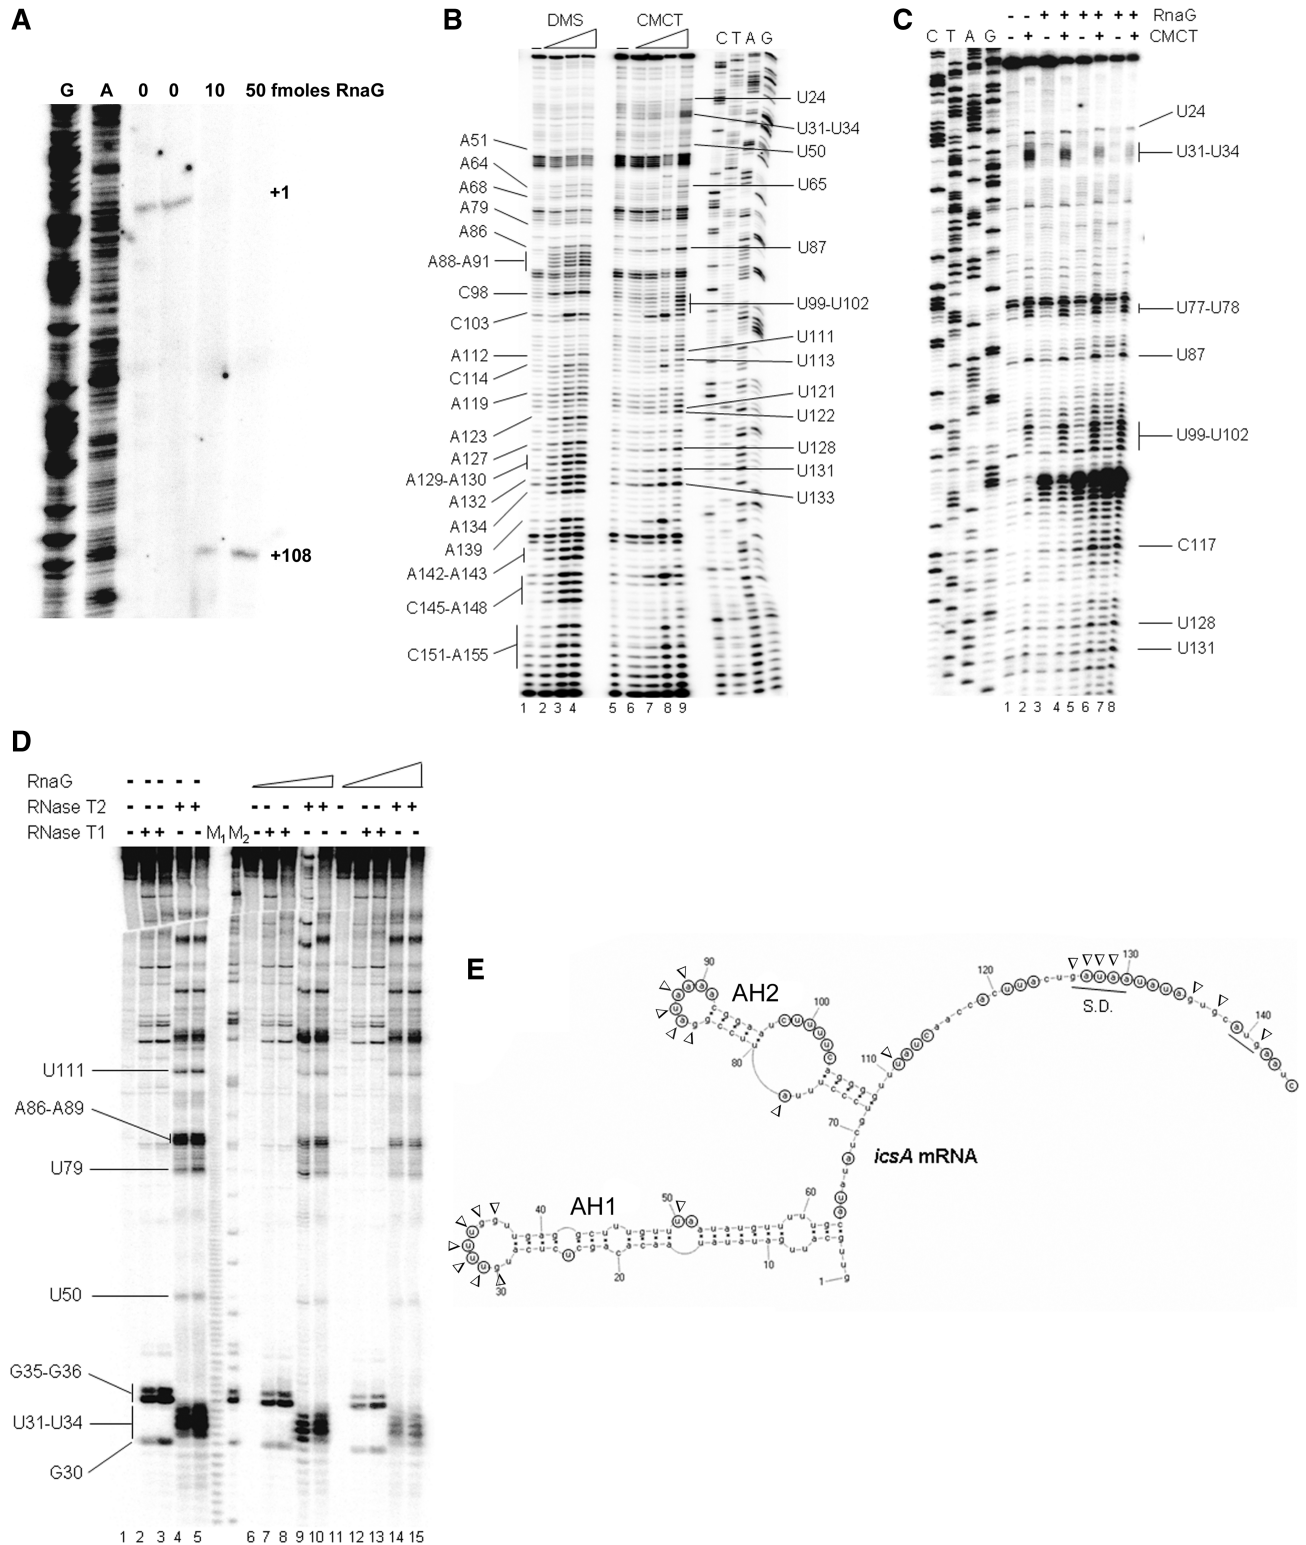 A
G A 0 0 10 50 fmoles RnaG
+1
+108
B
DMS CMCT
C T A G
A51
A64
A68
A79
A86
A88-A91
C98
C103
A112
C114
A119
A123
A127
A129-A130
A132
A134
A139
A142-A143
C145-A148
C151-A155
U24
U31-U34
U50
U65
U87
U99-U102
U111
U113
U121
U122
U128
U131
U133
1 2 3 4 5 6 7 8 9
C
- - + + + + + + RnaG
- + - + - + - + CMCT
C T A G
U24
U31-U34
U77-U78
U87
U99-U102
C117
U128
U131
1 2 3 4 5 6 7 8
D
RnaG - - - - -
RNase T2 - - - + + - - - + + - - - + +
RNase T1 - + + - - M1 M2 - + + - - - + + - -
U111
A86-A89
U79
U50
G35-G36
U31-U34
G30
1 2 3 4 5 6 7 8 9 10 11 12 13 14 15
E
AH2
90
100
80
110
120
130
S.D.
140
70
icsA mRNA
AH1
40
50
60
30
20
10
1